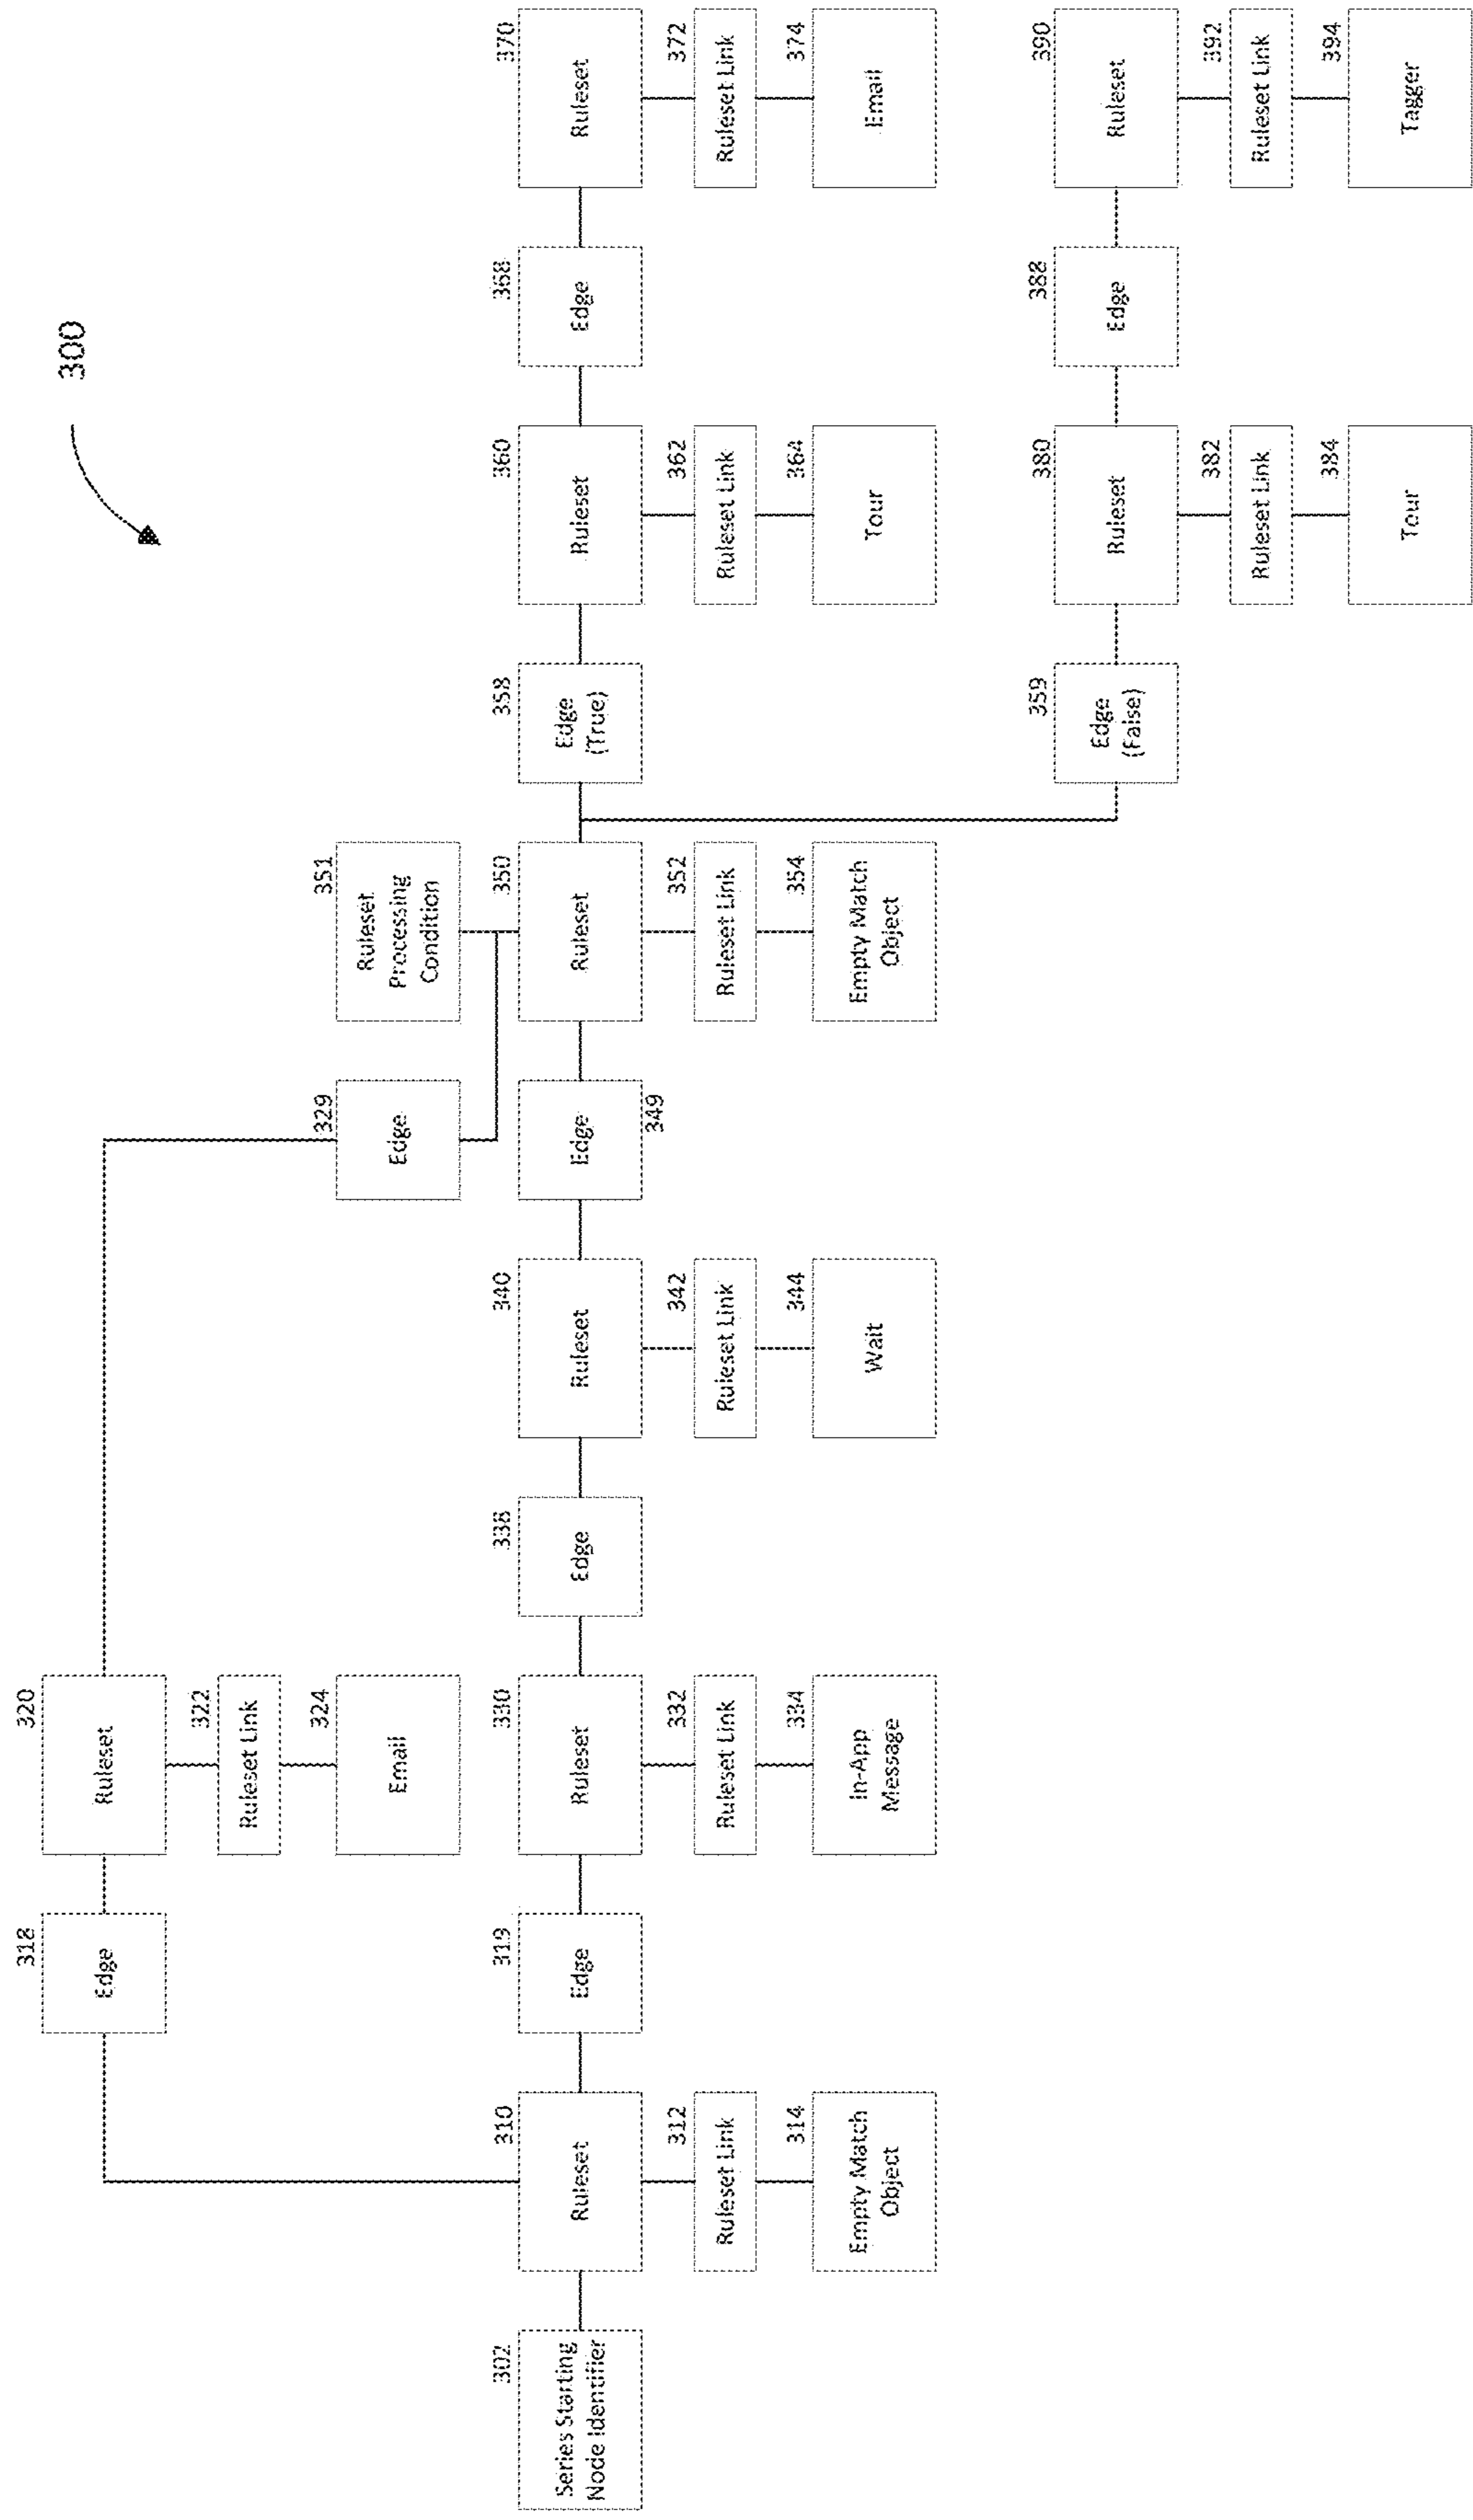 300
318
Edge
320
Ruleset
322
Ruleset Link
324
Email
329
Edge
351
Ruleset
Processing
Condition
302
Series Starting
Node Identifier
310
Ruleset
312
Ruleset Link
314
Empty Match
Object
319
Edge
330
Ruleset
332
Ruleset Link
334
In-App
Message
338
Edge
340
Ruleset
342
Ruleset Link
344
Wait
Edge
349
350
Ruleset
352
Ruleset Link
354
Empty Match
Object
358
Edge
(True)
360
Ruleset
362
Ruleset Link
364
Tour
368
Edge
370
Ruleset
372
Ruleset Link
374
Email
359
Edge
(False)
380
Ruleset
382
Ruleset Link
384
Tour
388
Edge
390
Ruleset
392
Ruleset Link
394
Tagger